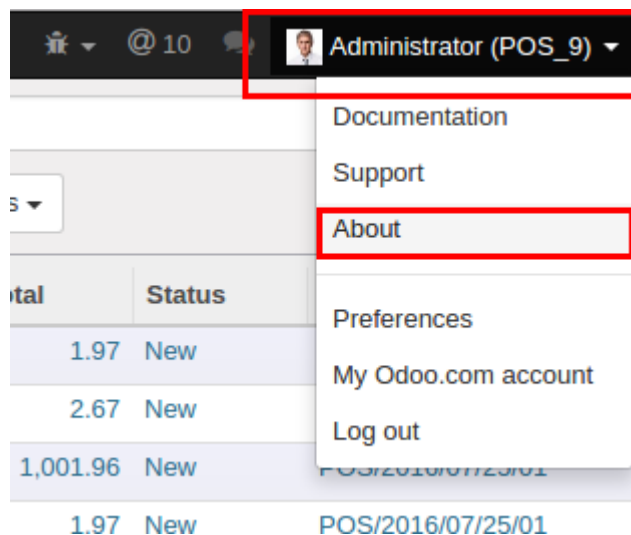 @ 10 Administrator (POS_9)
Documentation
Support
About
Preferences
My Odoo.com account
Log out
s
tal Status
1.97 New
2.67 New
1,001.96 New POS/2016/07/25/01
1.97 New POS/2016/07/25/01